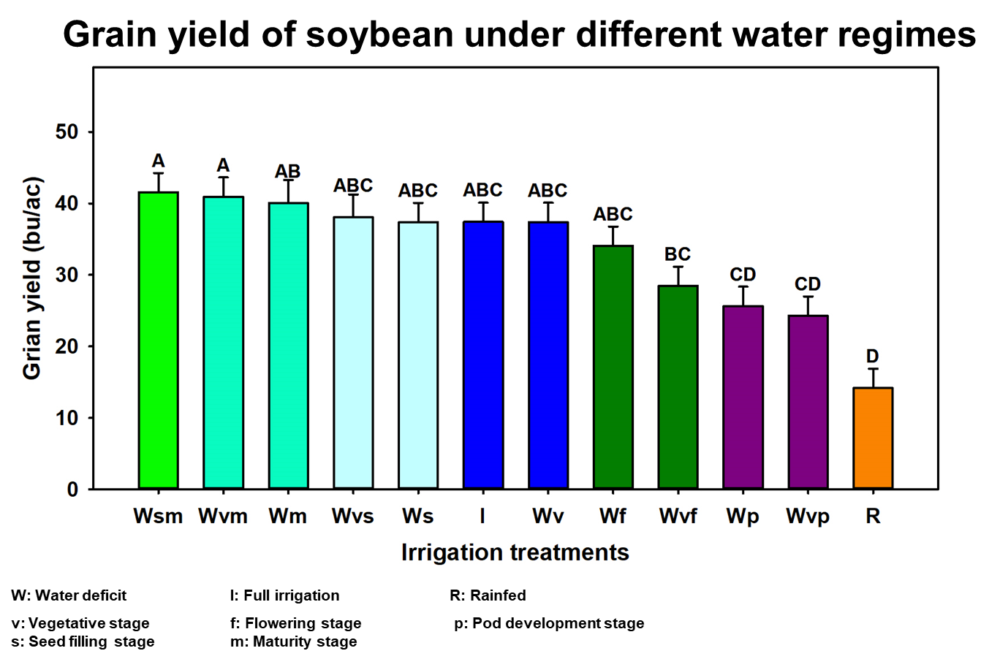 Grain yield of soybean under different water regimes
Grian yield (bu/ac)
50
40
30
20
10
0
A
A
AB
ABC
ABC
ABC
ABC
ABC
BC
CD
CD
D
Wsm Wvm Wm Wvs Ws I Wv Wf Wvf Wp Wvp R
Irrigation treatments
W: Water deficit I: Full irrigation R: Rainfed
v: Vegetative stage f: Flowering stage p: Pod development stage
s: Seed filling stage m: Maturity stage